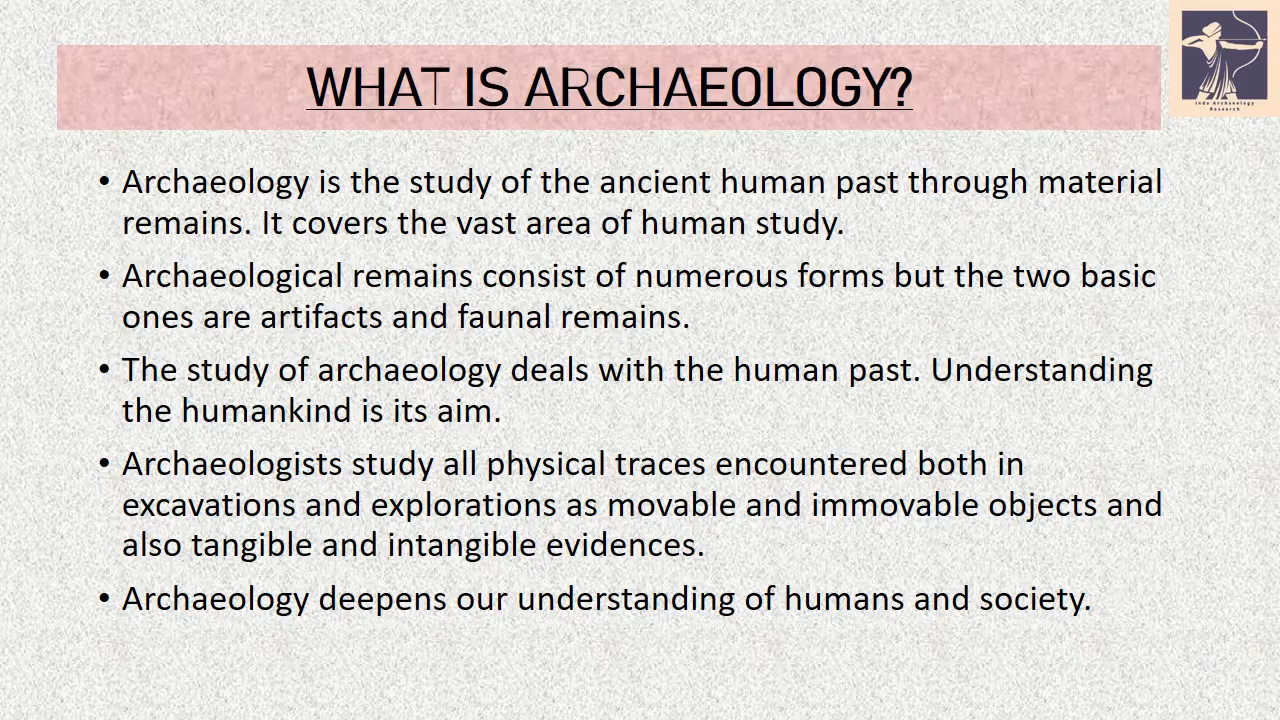 WHAT IS ARCHAEOLOGY?
Indo Archaeology
Research
• Archaeology is the study of the ancient human past through material
remains. It covers the vast area of human study.
• Archaeological remains consist of numerous forms but the two basic
ones are artifacts and faunal remains.
• The study of archaeology deals with the human past. Understanding
the humankind is its aim.
• Archaeologists study all physical traces encountered both in
excavations and explorations as movable and immovable objects and
also tangible and intangible evidences.
• Archaeology deepens our understanding of humans and society.